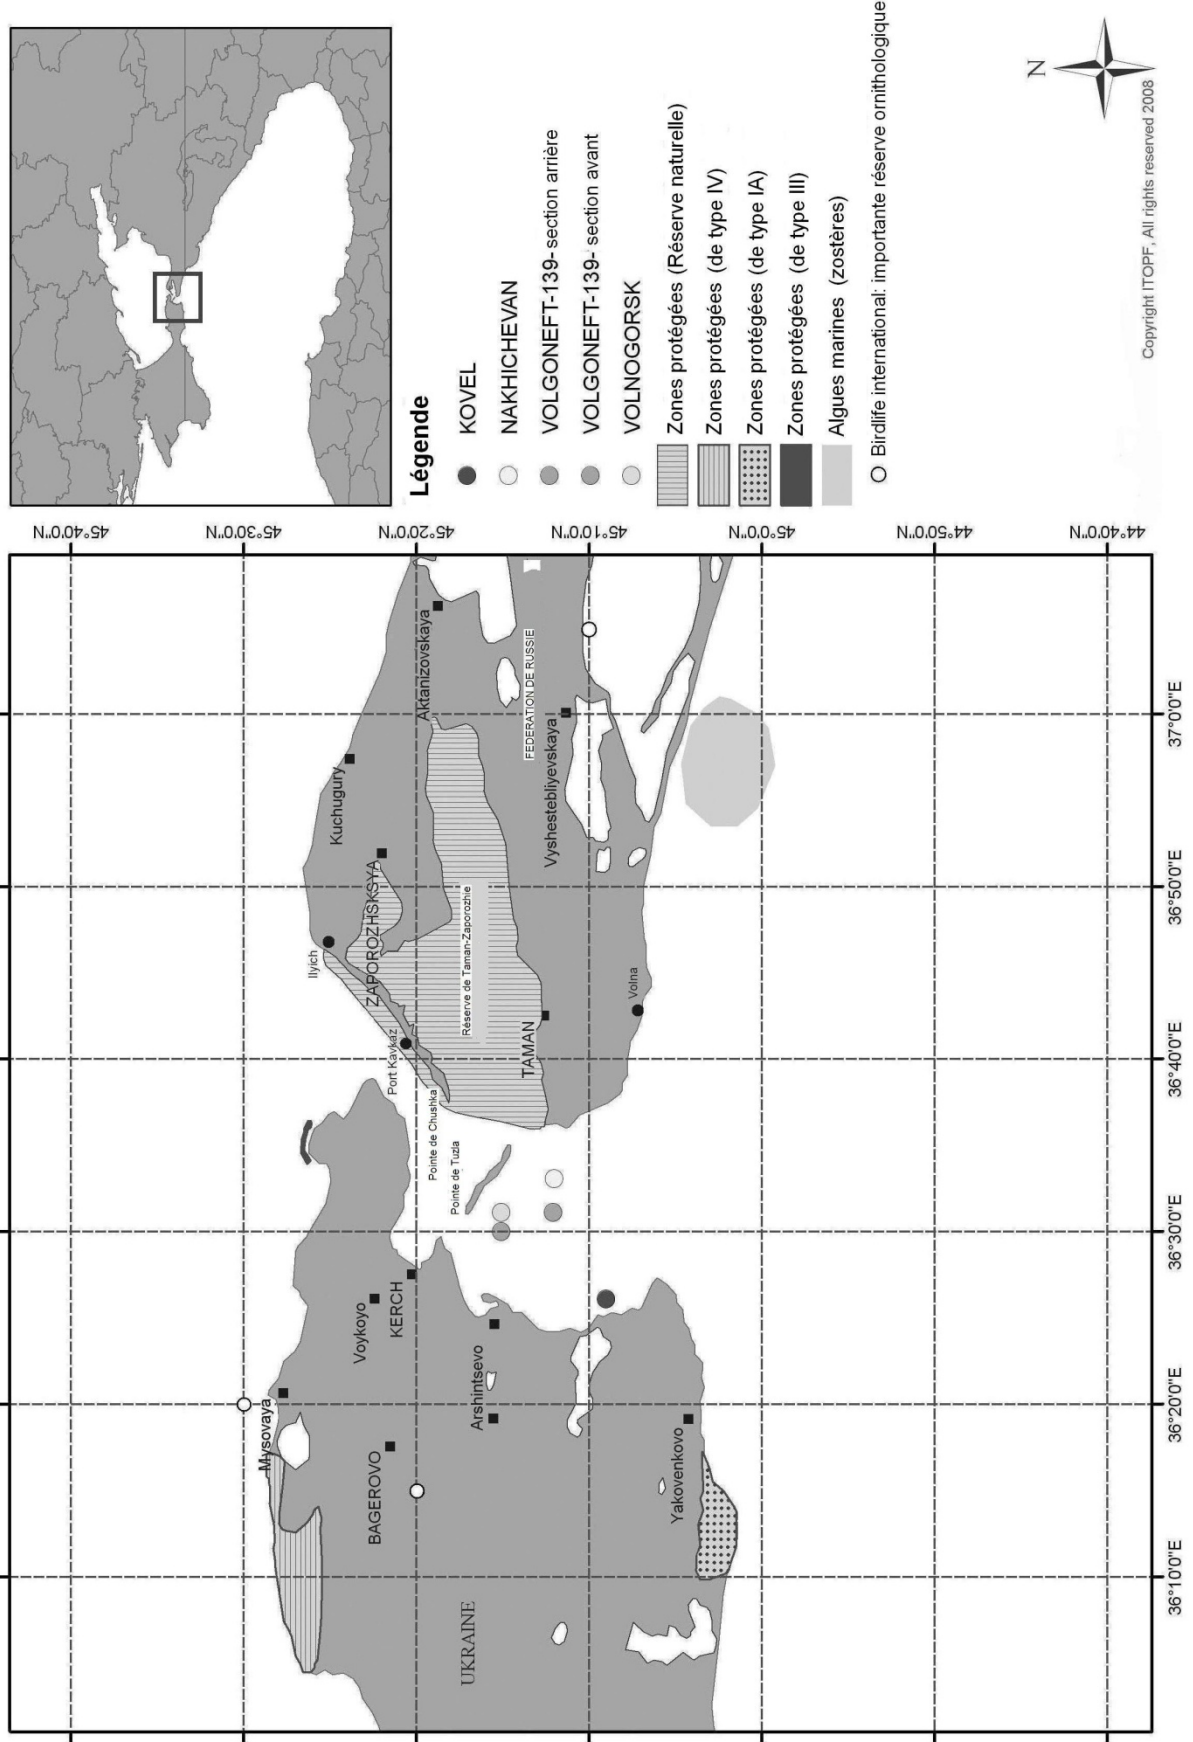 Légende
KOVEL
NAKHICHEVAN
VOLGONEFT-139- section arrière
VOLGONEFT-139- section avant
VOLNOGORSK
Zones protégées (Réserve naturelle)
Zones protégées (de type IV)
Zones protégées (de type IA)
Zones protégées (de type III)
Algues marines (zostères)
Birdlife international: importante réserve ornithologique
N
Copyright ITOPF, All rights reserved 2008
45°40'0"N
45°30'0"N
45°20'0"N
45°10'0"N
45°0'0"N
44°50'0"N
44°40'0"N
36°10'0"E
36°20'0"E
36°30'0"E
36°40'0"E
36°50'0"E
37°0'0"E
Mysovaya
Voykoyo
KERCH
BAGEROVO
Arshintsevo
Yakovenkovo
UKRAINE
Ilyich
ZAPOROZHSKSYA
Kuchugury
Aktanizovskaya
Port Kavkaz
Pointe de Chushka
Pointe de Tuzla
Réserve de Taman-Zaporozhie
TAMAN
Volna
Vyshestebliyevskaya
FEDERATION DE RUSSIE